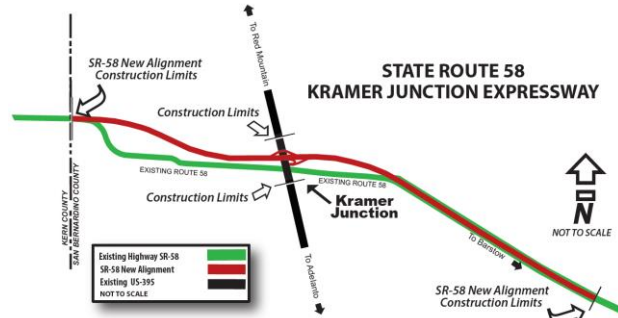 To Red Mountain
SR-58 New Alignment
Construction Limits
STATE ROUTE 58
KRAMER JUNCTION EXPRESSWAY
Construction Limits
EXISTING ROUTE 58
EXISTING ROUTE 58
Construction Limits
Kramer
Junction
N
NOT TO SCALE
KERN COUNTY
SAN BERNARDINO COUNTY
To Barstow
To Adelanto
Existing Highway SR-58
SR-58 New Alignment
Existing US-395
NOT TO SCALE
SR-58 New Alignment
Construction Limits